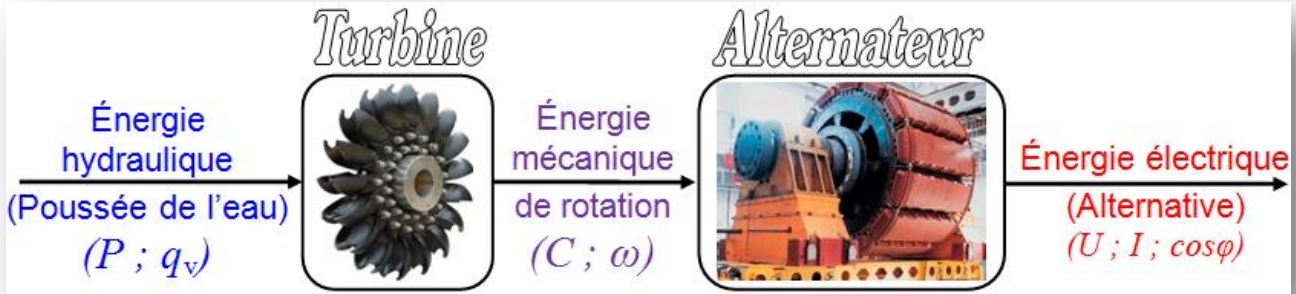 Turbine
Alternateur
Énergie
hydraulique
(Poussée de l'eau)
(P ; qv)
Énergie
mécanique
de rotation
(C ; ω)
Énergie électrique
(Alternative)
(U ; I ; cosφ)